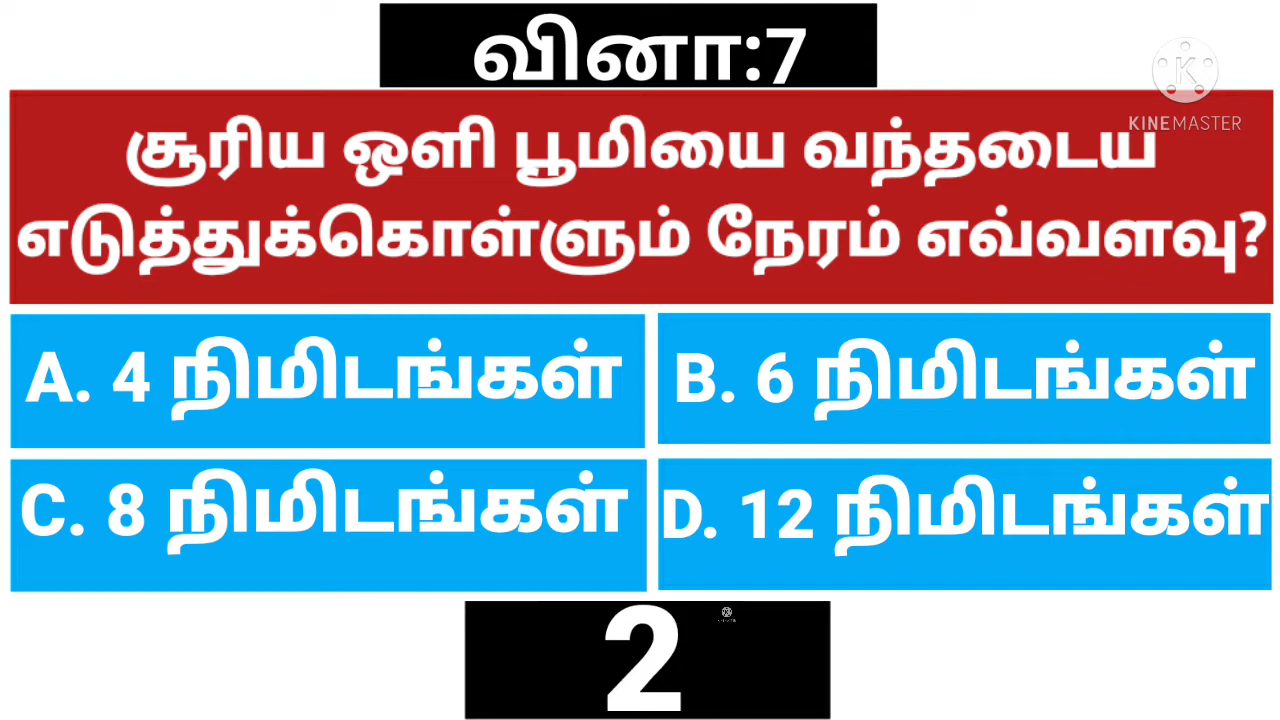 வினா:7
KINEMASTER
சூரிய ஒளி பூமியை வந்தடைய
எடுத்துக்கொள்ளும் நேரம் எவ்வளவு?
A. 4 நிமிடங்கள்
B. 6 நிமிடங்கள்
C. 8 நிமிடங்கள்
D. 12 நிமிடங்கள்
2